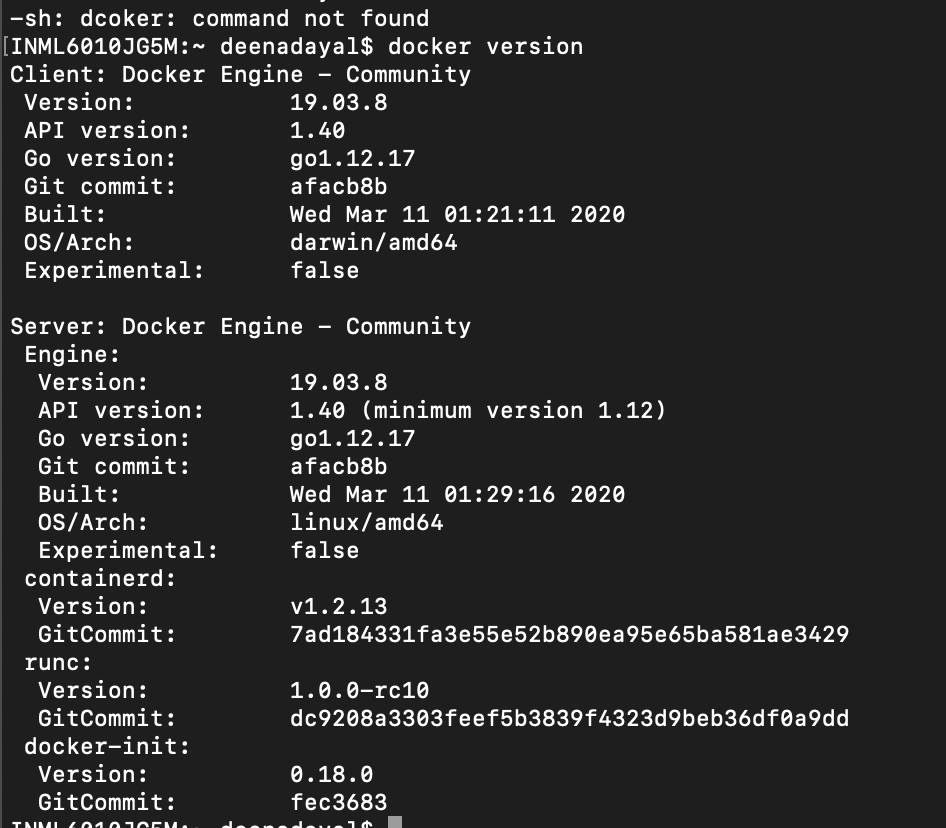 -sh: dcoker: command not found
[INML6010JG5M:~ deenadayal$ docker version
Client: Docker Engine - Community
 Version:           19.03.8
 API version:       1.40
 Go version:        go1.12.17
 Git commit:        afacb8b
 Built:             Wed Mar 11 01:21:11 2020
 OS/Arch:           darwin/amd64
 Experimental:      false

Server: Docker Engine - Community
 Engine:
  Version:          19.03.8
  API version:      1.40 (minimum version 1.12)
  Go version:       go1.12.17
  Git commit:       afacb8b
  Built:            Wed Mar 11 01:29:16 2020
  OS/Arch:          linux/amd64
  Experimental:     false
 containerd:
  Version:          v1.2.13
  GitCommit:        7ad184331fa3e55e52b890ea95e65ba581ae3429
 runc:
  Version:          1.0.0-rc10
  GitCommit:        dc9208a3303feef5b3839f4323d9beb36df0a9dd
 docker-init:
  Version:          0.18.0
  GitCommit:        fec3683
INML6010JG5M:~ deenadayal$